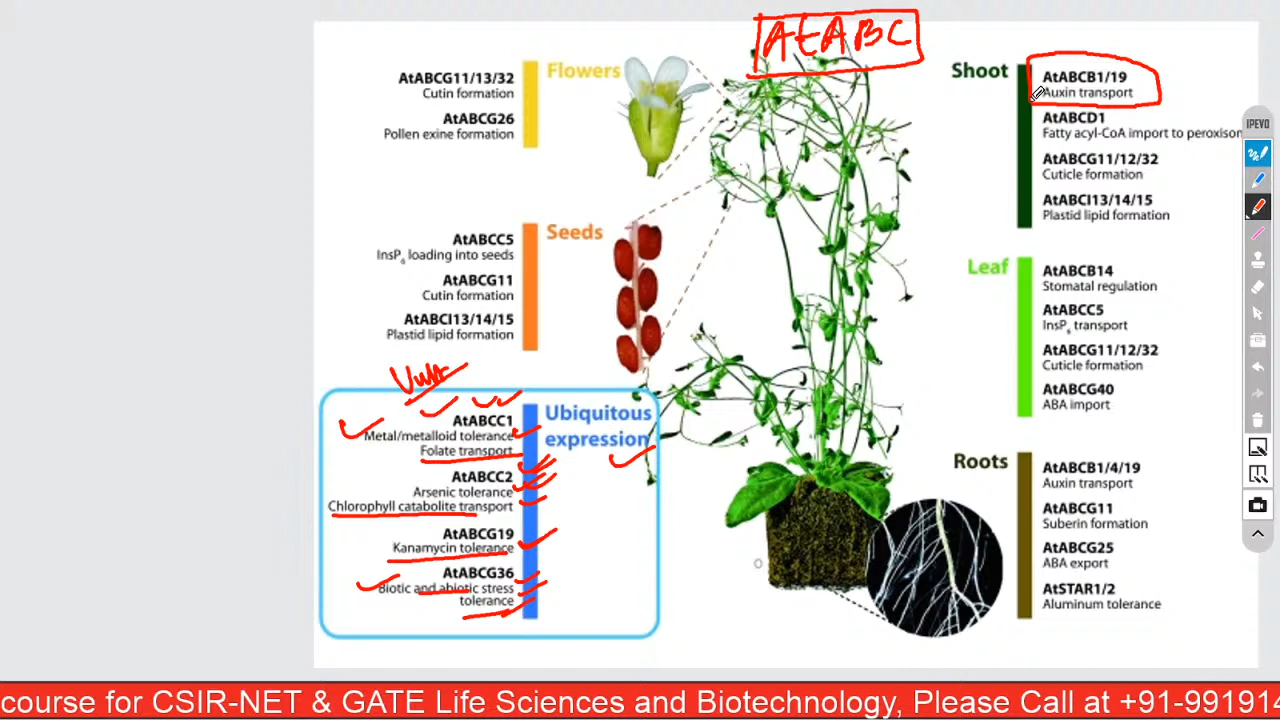 AtABC
Flowers
AtABCG11/13/32
Cutin formation
AtABCG26
Pollen exine formation
Seeds
AtABCC5
InsP6 loading into seeds
AtABCG11
Cutin formation
AtABCI13/14/15
Plastid lipid formation
Ubiquitous
expression
AtABCC1
Metal/metalloid tolerance
Folate transport
AtABCC2
Arsenic tolerance
Chlorophyll catabolite transport
AtABCG19
Kanamycin tolerance
AtABCG36
Biotic and abiotic stress
tolerance
Shoot
AtABCB1/19
Auxin transport
AtABCD1
Fatty acyl-CoA import to peroxison
AtABCG11/12/32
Cuticle formation
AtABCI13/14/15
Plastid lipid formation
Leaf
AtABCB14
Stomatal regulation
AtABCC5
InsP6 transport
AtABCG11/12/32
Cuticle formation
AtABCG40
ABA import
Roots
AtABCB1/4/19
Auxin transport
AtABCG11
Suberin formation
AtABCG25
ABA export
AtSTAR1/2
Aluminum tolerance
IPEVO
course for CSIR-NET & GATE Life Sciences and Biotechnology, Please Call at +91-99191